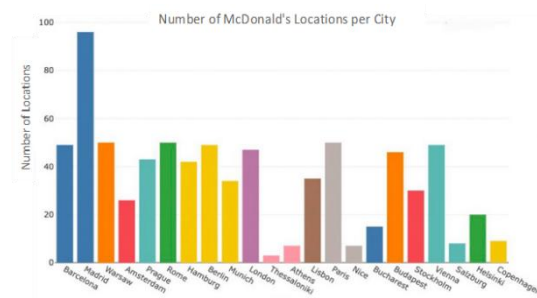 Number of McDonald's Locations per City
Number of Locations
100
80
60
40
20
0
Barcelona
Madrid
Warsaw
Amsterdam
Prague
Rome
Hamburg
Berlin
Munich
London
Thessaloniki
Athens
Lisbon
Paris
Nice
Bucharest
Budapest
Stockholm
Vienna
Salzburg
Helsinki
Copenhagen